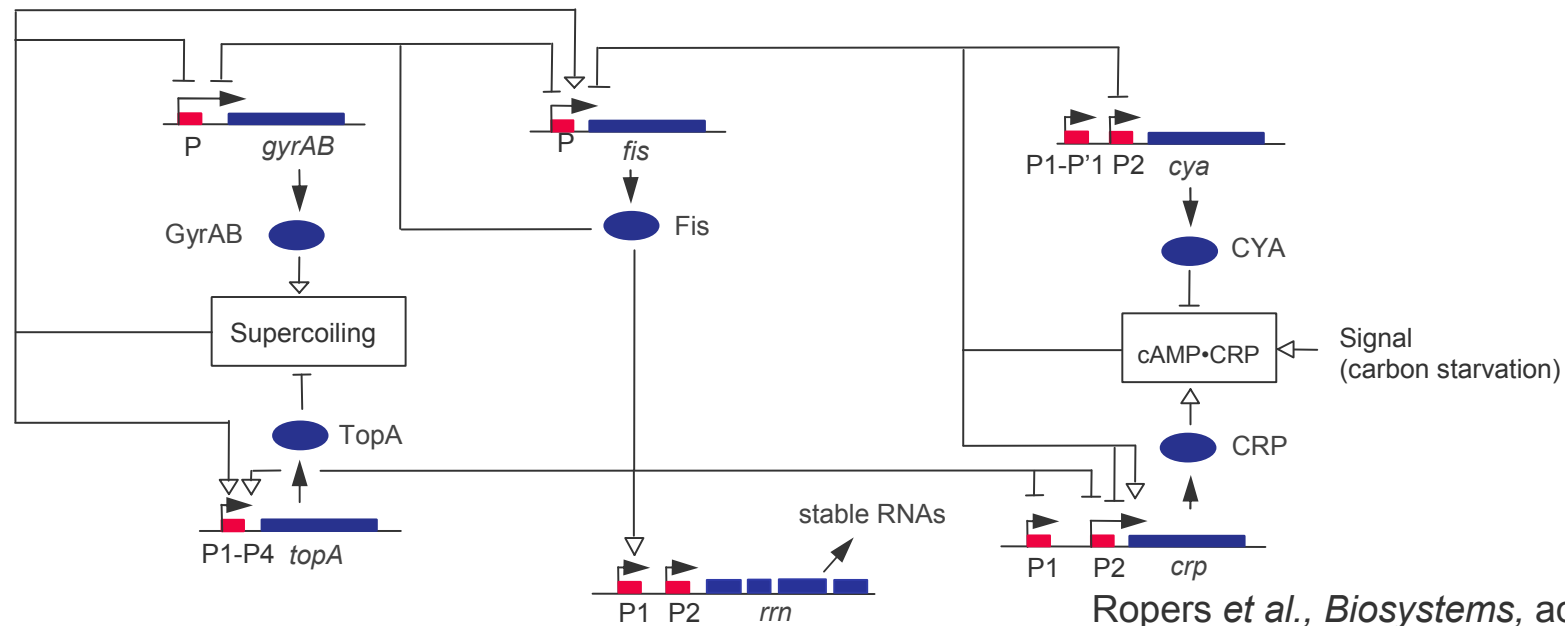 P
gyrAB
P
fis
P1-P'1 P2
cya
GyrAB
Fis
CYA
Supercoiling
cAMP•CRP
Signal
(carbon starvation)
TopA
CRP
stable RNAs
P1-P4
topA
P1
P2
rrn
P1
P2
crp
Ropers et al., Biosystems,